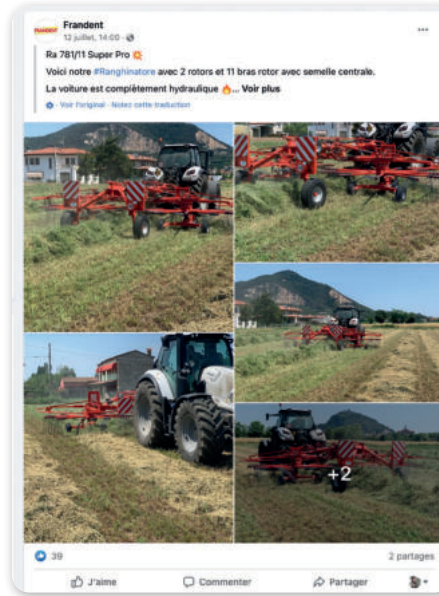 FRANDENT
Frandent
12 juillet, 14:00 ·
Ra 781/11 Super Pro 💥
Voici notre #Ranghinatore avec 2 rotors et 11 bras rotor avec semelle centrale.
La voiture est complètement hydraulique 🔥... Voir plus
· Voir l'original · Notez cette traduction
+2
39
2 partages
J'aime
Commenter
Partager